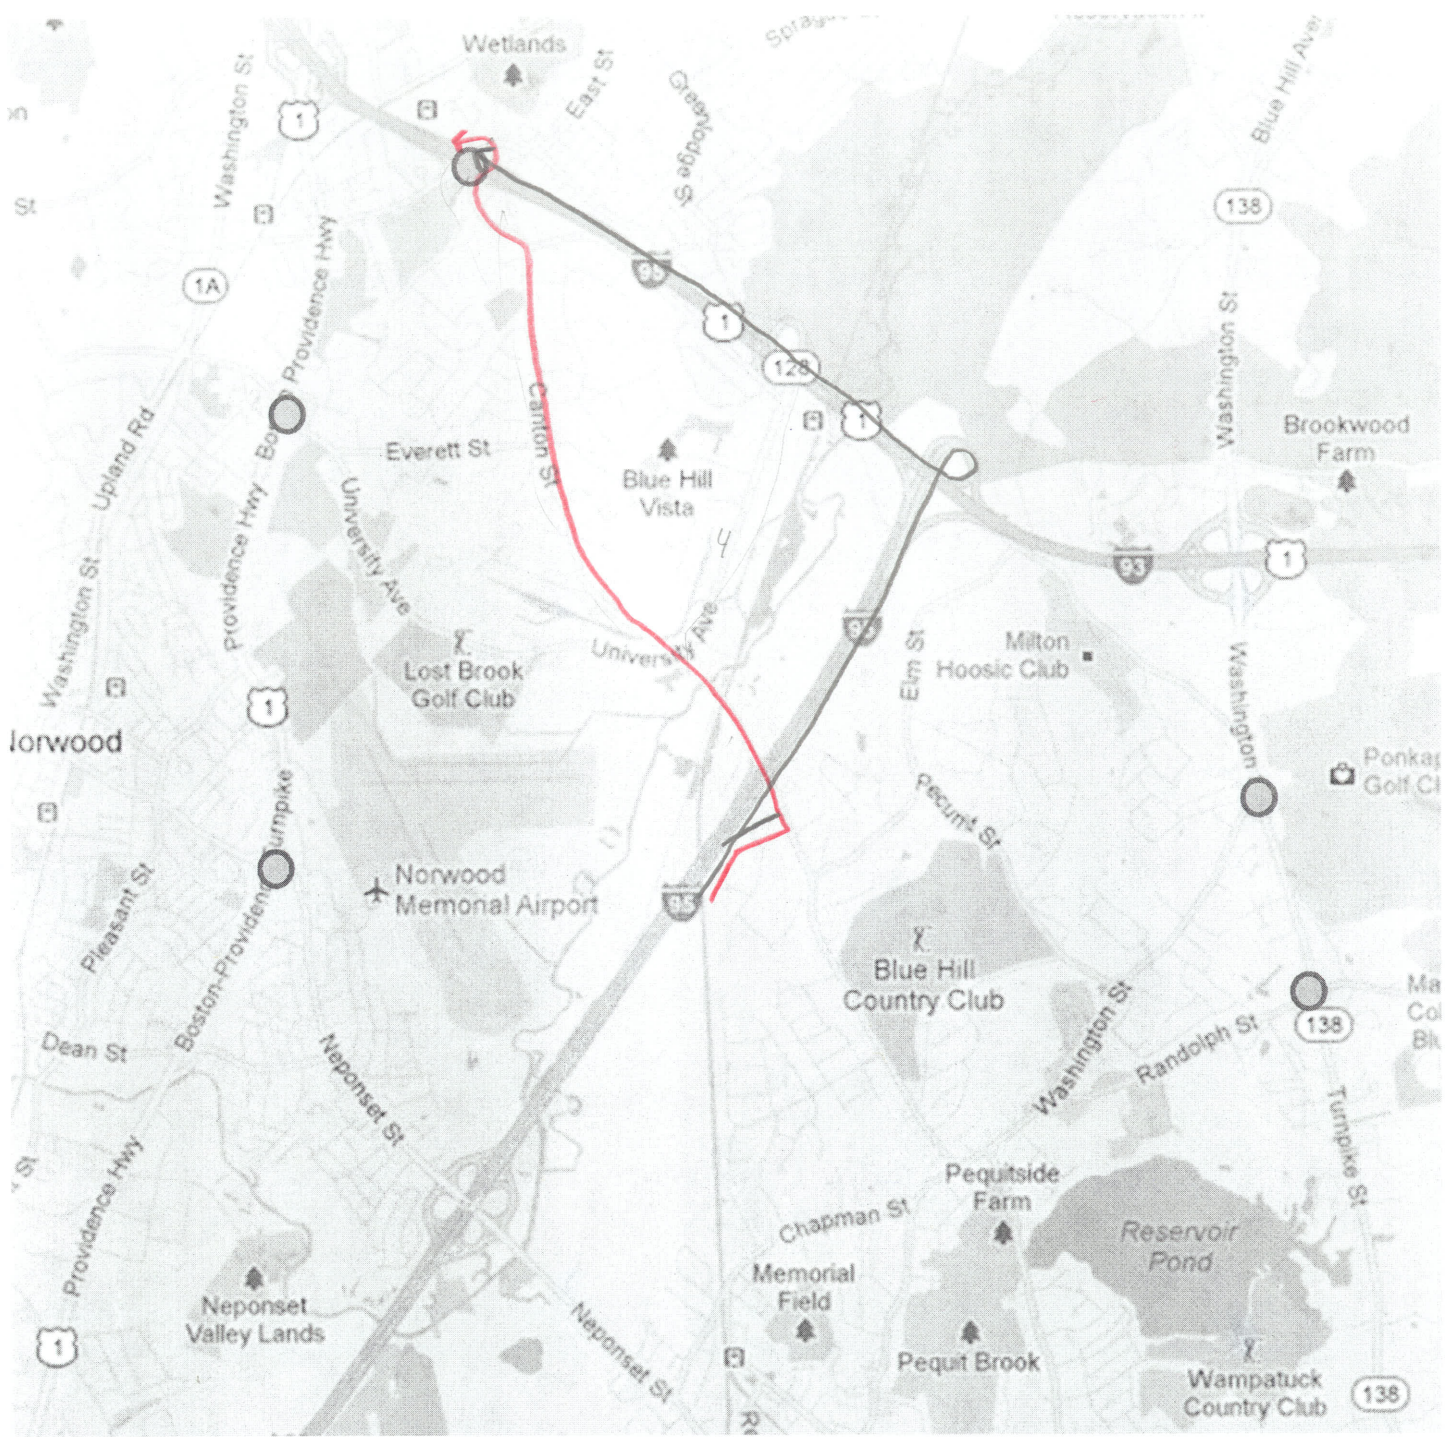 Wetlands
East St
Greenlodge S
Blue Hill Aven
Washington St
1
St
138
95
1A
1
Providence Hwy
128
1
Washington St
Upland Rd
Canton St
Everett St
Blue Hill
Vista
Brookwood
Farm
University Ave
Providence Hwy
4
93
1
Washington St
95
University Ave
Elm St
Milton
Hoosic Club
Lost Brook
Golf Club
Washington
1
Norwood
Ponkap
Golf Cl
Turnpike
Pecunit St
Pleasant St
Norwood
Memorial Airport
95
Boston-Providence
Blue Hill
Country Club
Washington St
Randolph St
138
Ma
Col
Blu
Dean St
Neponset St
Turnpike St
St
Providence Hwy
Pequitside
Farm
Chapman St
Reservoir
Pond
Memorial
Field
Neponset
Valley Lands
Neponset St
1
Pequit Brook
Wampatuck
Country Club
138